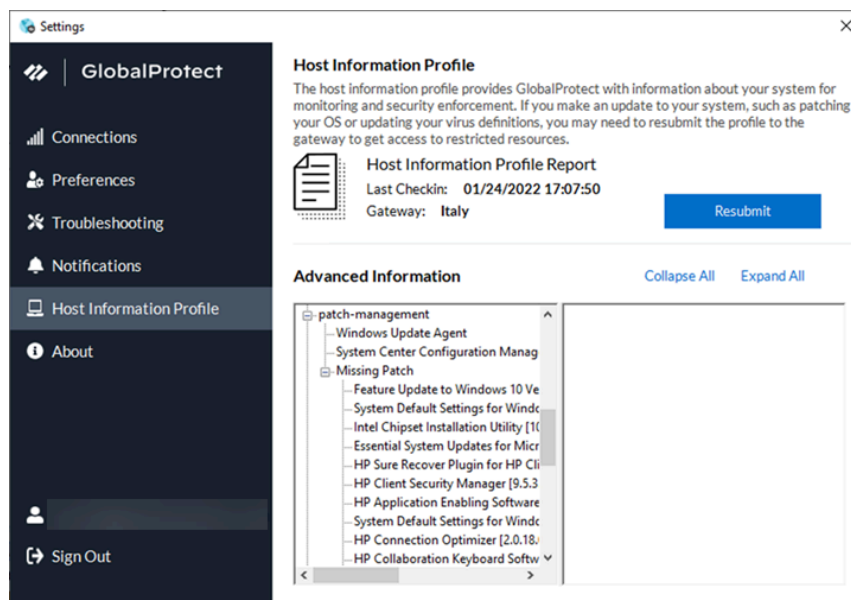 Settings
GlobalProtect
Connections
Preferences
Troubleshooting
Notifications
Host Information Profile
About
Sign Out
Host Information Profile
The host information profile provides GlobalProtect with information about your system for
monitoring and security enforcement. If you make an update to your system, such as patching
your OS or updating your virus definitions, you may need to resubmit the profile to the
gateway to get access to restricted resources.
Host Information Profile Report
Last Checkin: 01/24/2022 17:07:50
Gateway: Italy
Resubmit
Advanced Information
Collapse All
Expand All
patch-management
Windows Update Agent
System Center Configuration Manag
Missing Patch
Feature Update to Windows 10 Ve
System Default Settings for Windo
Intel Chipset Installation Utility [10
Essential System Updates for Micr
HP Sure Recover Plugin for HP Cli
HP Client Security Manager [9.5.3
HP Application Enabling Software
System Default Settings for Windo
HP Connection Optimizer [2.0.18.
HP Collaboration Keyboard Softw